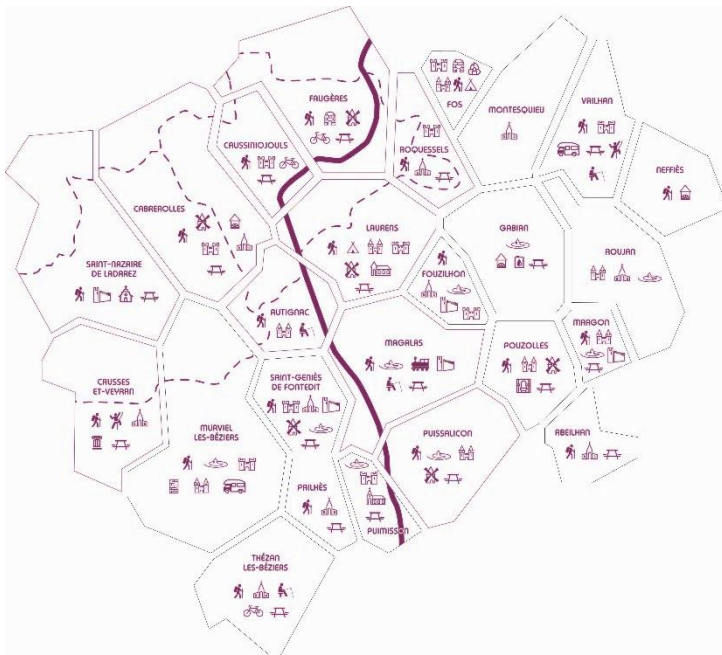 FAUGÈRES
FOS
MONTESQUIEU
VAILHAN
CAUSSINIOJOULS
ROQUESSELS
NEFFIÈS
CABREROLLES
LAURENS
GABIAN
ROUJAN
SAINT-NAZAIRE
DE LADAREZ
FOUZILHON
AUTIGNAC
MAGALAS
POUZOLLES
MARGON
CAUSSES
ET-VEYRAN
SAINT-GENIÈS
DE FONTEDIT
MURVIEL
LES-BÉZIERS
PUISSALICON
ABEILHAN
PAILHÈS
PUIMISSON
THÉZAN
LES-BÉZIERS